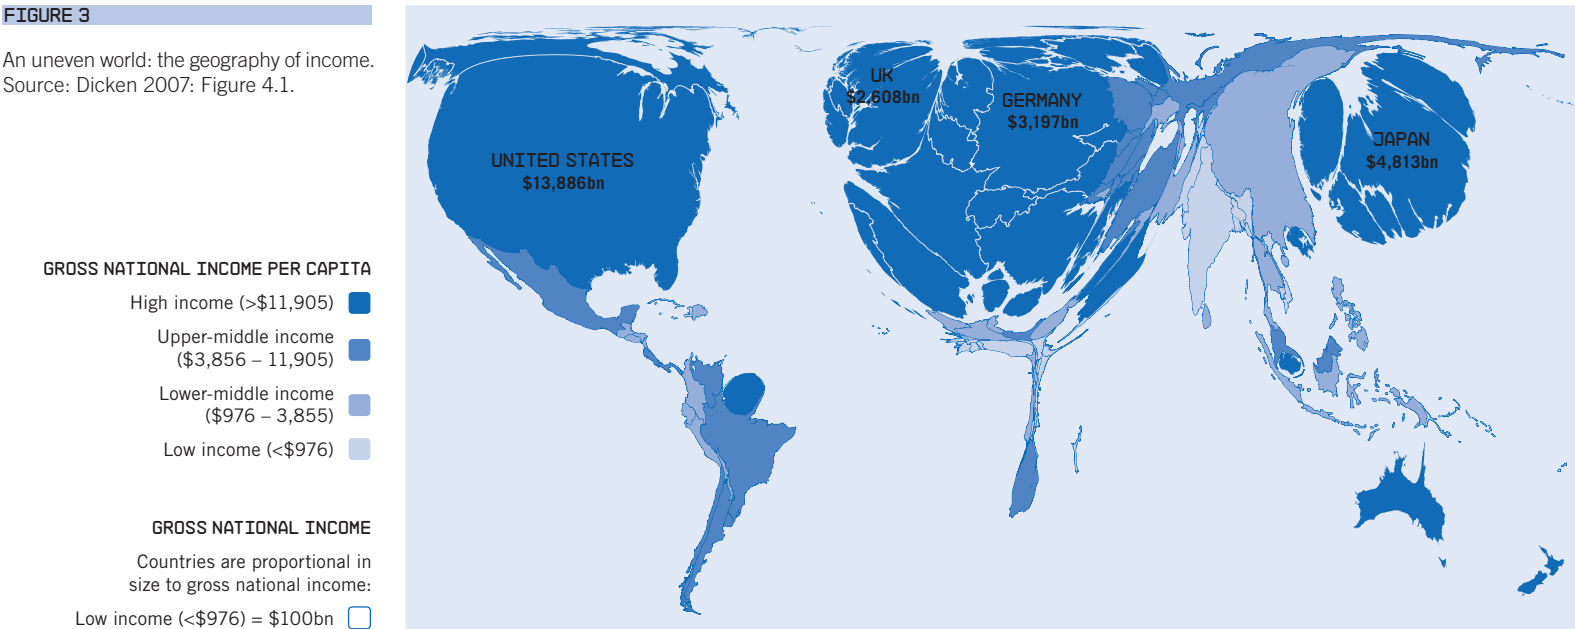 FIGURE 3
An uneven world: the geography of income.
Source: Dicken 2007: Figure 4.1.
GROSS NATIONAL INCOME PER CAPITA
High income (>$11,905)
Upper-middle income
($3,856 – 11,905)
Lower-middle income
($976 – 3,855)
Low income (<$976)
GROSS NATIONAL INCOME
Countries are proportional in
size to gross national income:
Low income (<$976) = $100bn
UNITED STATES
$13,886bn
UK
$2,608bn
GERMANY
$3,197bn
JAPAN
$4,813bn